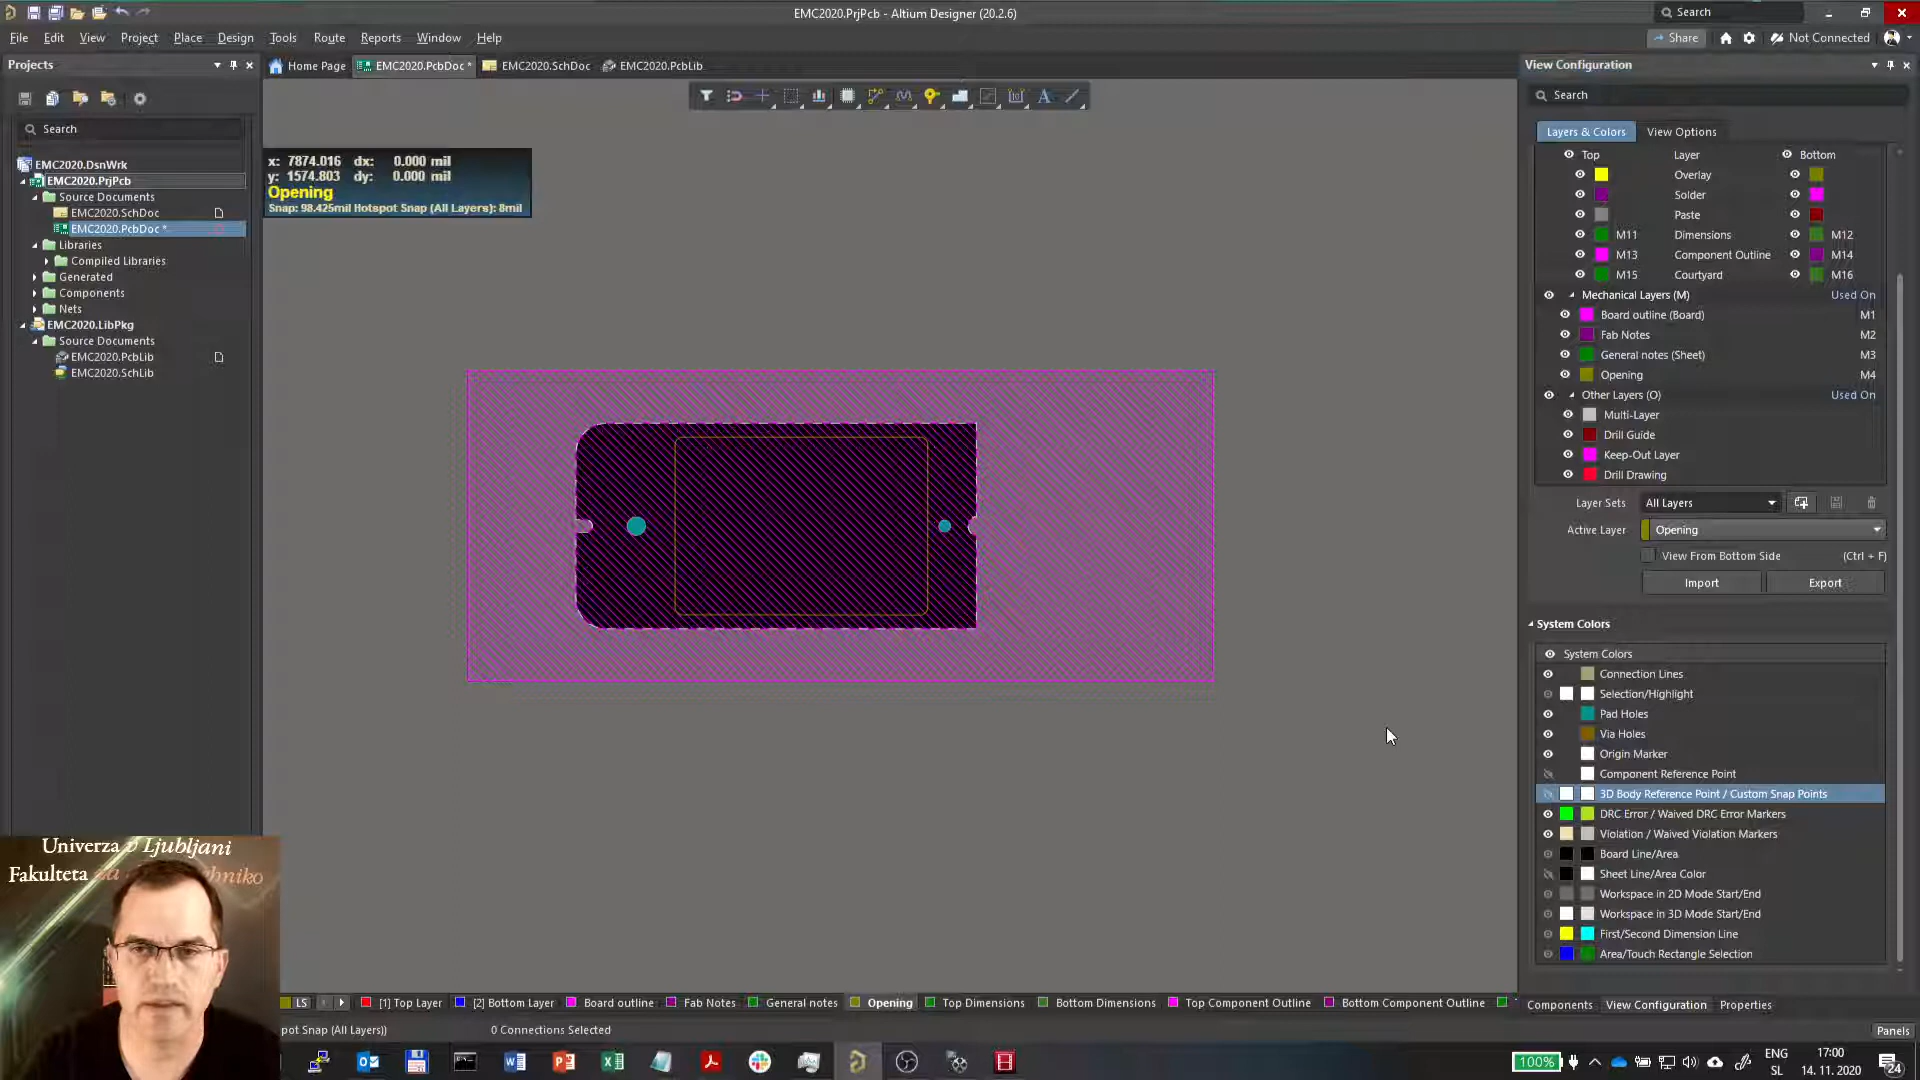 EMC2020.PrjPcb - Altium Designer (20.2.6)
Search
File Edit View Project Place Design Tools Route Reports Window Help
Share Not Connected
Projects
Home Page EMC2020.PcbDoc * EMC2020.SchDoc EMC2020.PcbLib
View Configuration
Search
Search
Layers & Colors View Options
EMC2020.DsnWrk
EMC2020.PrjPcb
Source Documents
EMC2020.SchDoc
EMC2020.PcbDoc *
Libraries
Compiled Libraries
Generated
Components
Nets
EMC2020.LibPkg
Source Documents
EMC2020.PcbLib
EMC2020.SchLib
x: 7874.016 dx: 0.000 mil
y: 1574.803 dy: 0.000 mil
Opening
Snap: 98.425mil Hotspot Snap (All Layers): 8mil
Top Layer Bottom
Overlay
Solder
Paste
M11 Dimensions M12
M13 Component Outline M14
M15 Courtyard M16
Mechanical Layers (M) Used On
Board outline (Board) M1
Fab Notes M2
General notes (Sheet) M3
Opening M4
Other Layers (O) Used On
Multi-Layer
Drill Guide
Keep-Out Layer
Drill Drawing
Layer Sets All Layers
Active Layer Opening
View From Bottom Side (Ctrl + F)
Import Export
System Colors
System Colors
Connection Lines
Selection/Highlight
Pad Holes
Via Holes
Origin Marker
Component Reference Point
3D Body Reference Point / Custom Snap Points
DRC Error / Waived DRC Error Markers
Violation / Waived Violation Markers
Board Line/Area
Sheet Line/Area Color
Workspace in 2D Mode Start/End
Workspace in 3D Mode Start/End
First/Second Dimension Line
Area/Touch Rectangle Selection
Univerza v Ljubljani
Fakulteta za
LS [1] Top Layer [2] Bottom Layer Board outline Fab Notes General notes Opening Top Dimensions Bottom Dimensions Top Component Outline Bottom Component Outline
Components View Configuration Properties
pot Snap (All Layers)) 0 Connections Selected
Panels
100% ENG 17:00
SL 14. 11. 2020 24